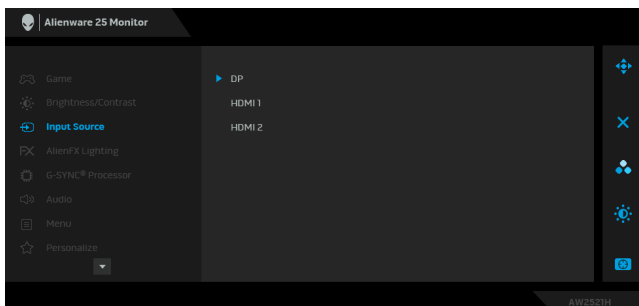 Alienware 25 Monitor
Game
Brightness/Contrast
Input Source
AlienFX Lighting
G-SYNC® Processor
Audio
Menu
Personalize
DP
HDMI 1
HDMI 2
AW2521H